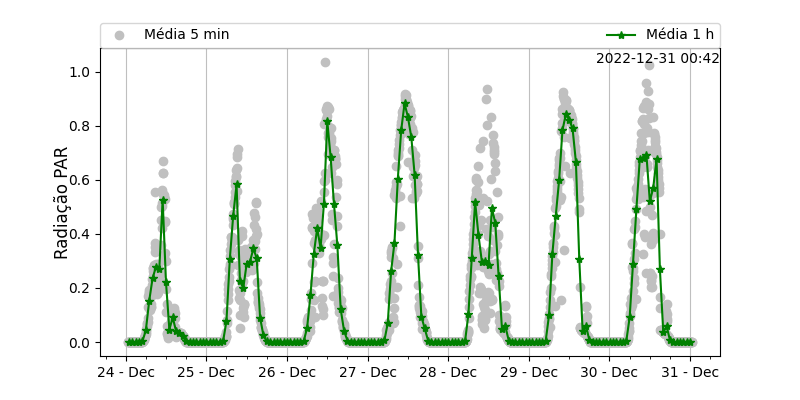 Média 5 min
Média 1 h
2022-12-31 00:42
Radiação PAR
1.0
0.8
0.6
0.4
0.2
0.0
24 - Dec
25 - Dec
26 - Dec
27 - Dec
28 - Dec
29 - Dec
30 - Dec
31 - Dec